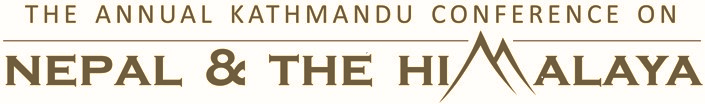 THE ANNUAL KATHMANDU CONFERENCE ON
NEPAL & THE HIMALAYA